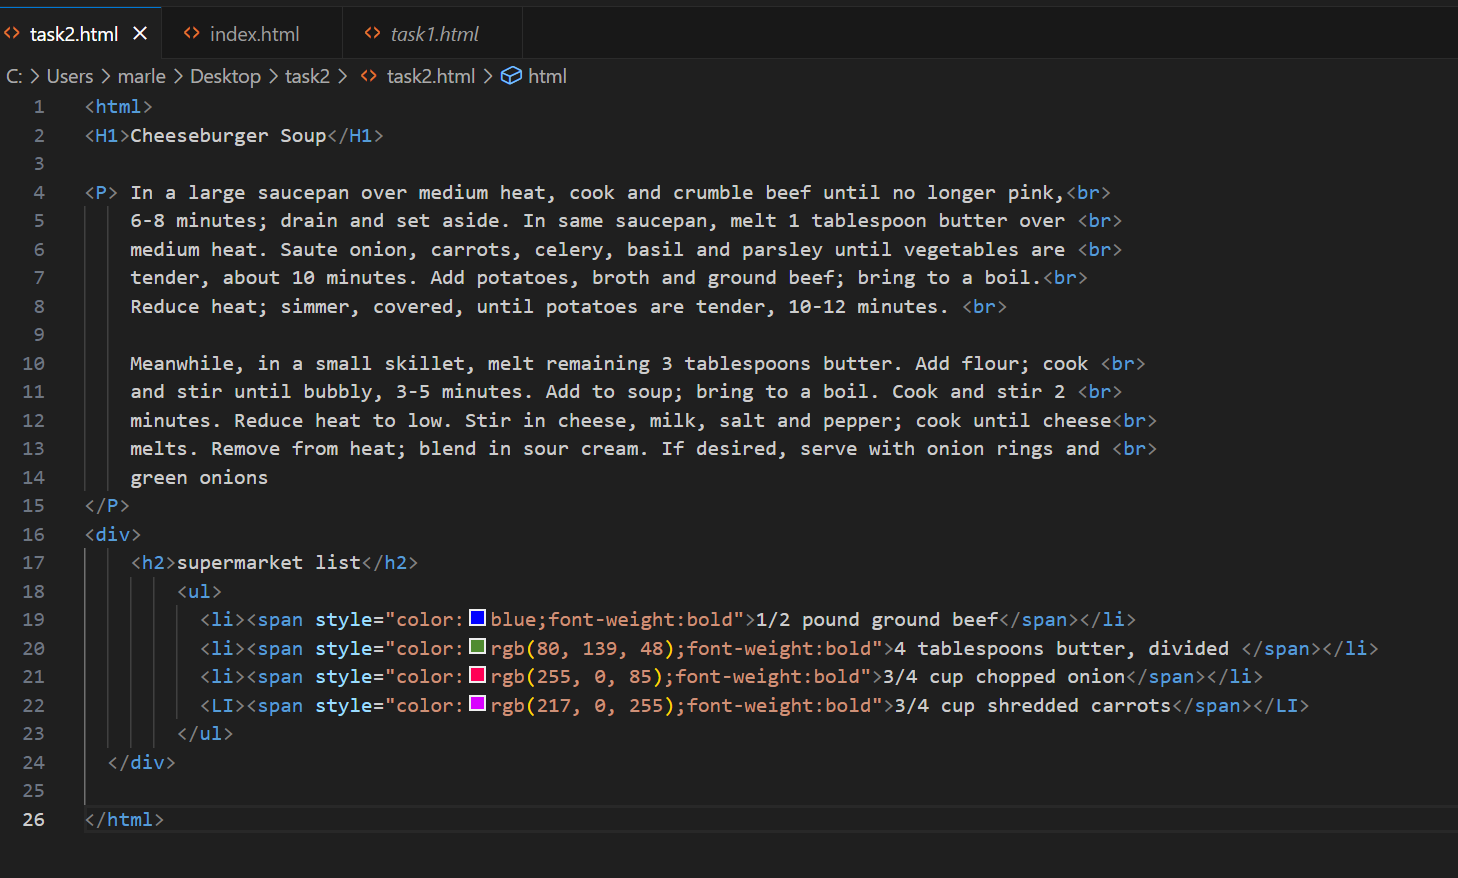 task2.html
index.html
task1.html
C: > Users > marle > Desktop > task2 > task2.html > html
1 <html>
2 <H1>Cheeseburger Soup</H1>
3
4 <P> In a large saucepan over medium heat, cook and crumble beef until no longer pink,<br>
5 6-8 minutes; drain and set aside. In same saucepan, melt 1 tablespoon butter over <br>
6 medium heat. Saute onion, carrots, celery, basil and parsley until vegetables are <br>
7 tender, about 10 minutes. Add potatoes, broth and ground beef; bring to a boil.<br>
8 Reduce heat; simmer, covered, until potatoes are tender, 10-12 minutes. <br>
9
10 Meanwhile, in a small skillet, melt remaining 3 tablespoons butter. Add flour; cook <br>
11 and stir until bubbly, 3-5 minutes. Add to soup; bring to a boil. Cook and stir 2 <br>
12 minutes. Reduce heat to low. Stir in cheese, milk, salt and pepper; cook until cheese<br>
13 melts. Remove from heat; blend in sour cream. If desired, serve with onion rings and <br>
14 green onions
15 </P>
16 <div>
17 <h2>supermarket list</h2>
18 <ul>
19 <li><span style="color:blue;font-weight:bold">1/2 pound ground beef</span></li>
20 <li><span style="color:rgb(80, 139, 48);font-weight:bold">4 tablespoons butter, divided </span></li>
21 <li><span style="color:rgb(255, 0, 85);font-weight:bold">3/4 cup chopped onion</span></li>
22 <LI><span style="color:rgb(217, 0, 255);font-weight:bold">3/4 cup shredded carrots</span></LI>
23 </ul>
24 </div>
25
26 </html>